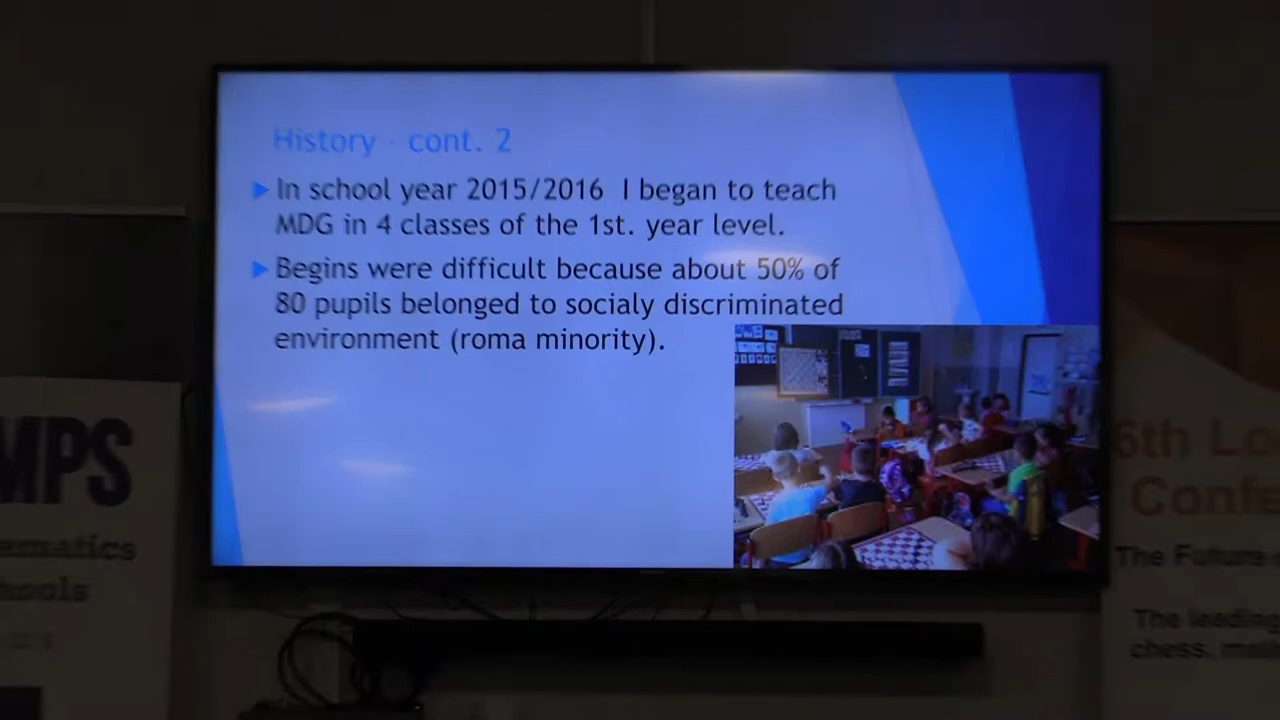 History - cont. 2
In school year 2015/2016 I began to teach
MDG in 4 classes of the 1st. year level.
Begins were difficult because about 50% of
80 pupils belonged to socialy discriminated
environment (roma minority).
MPS
ematics
hools
6th Lo
Confe
The Future
The leading
chess,